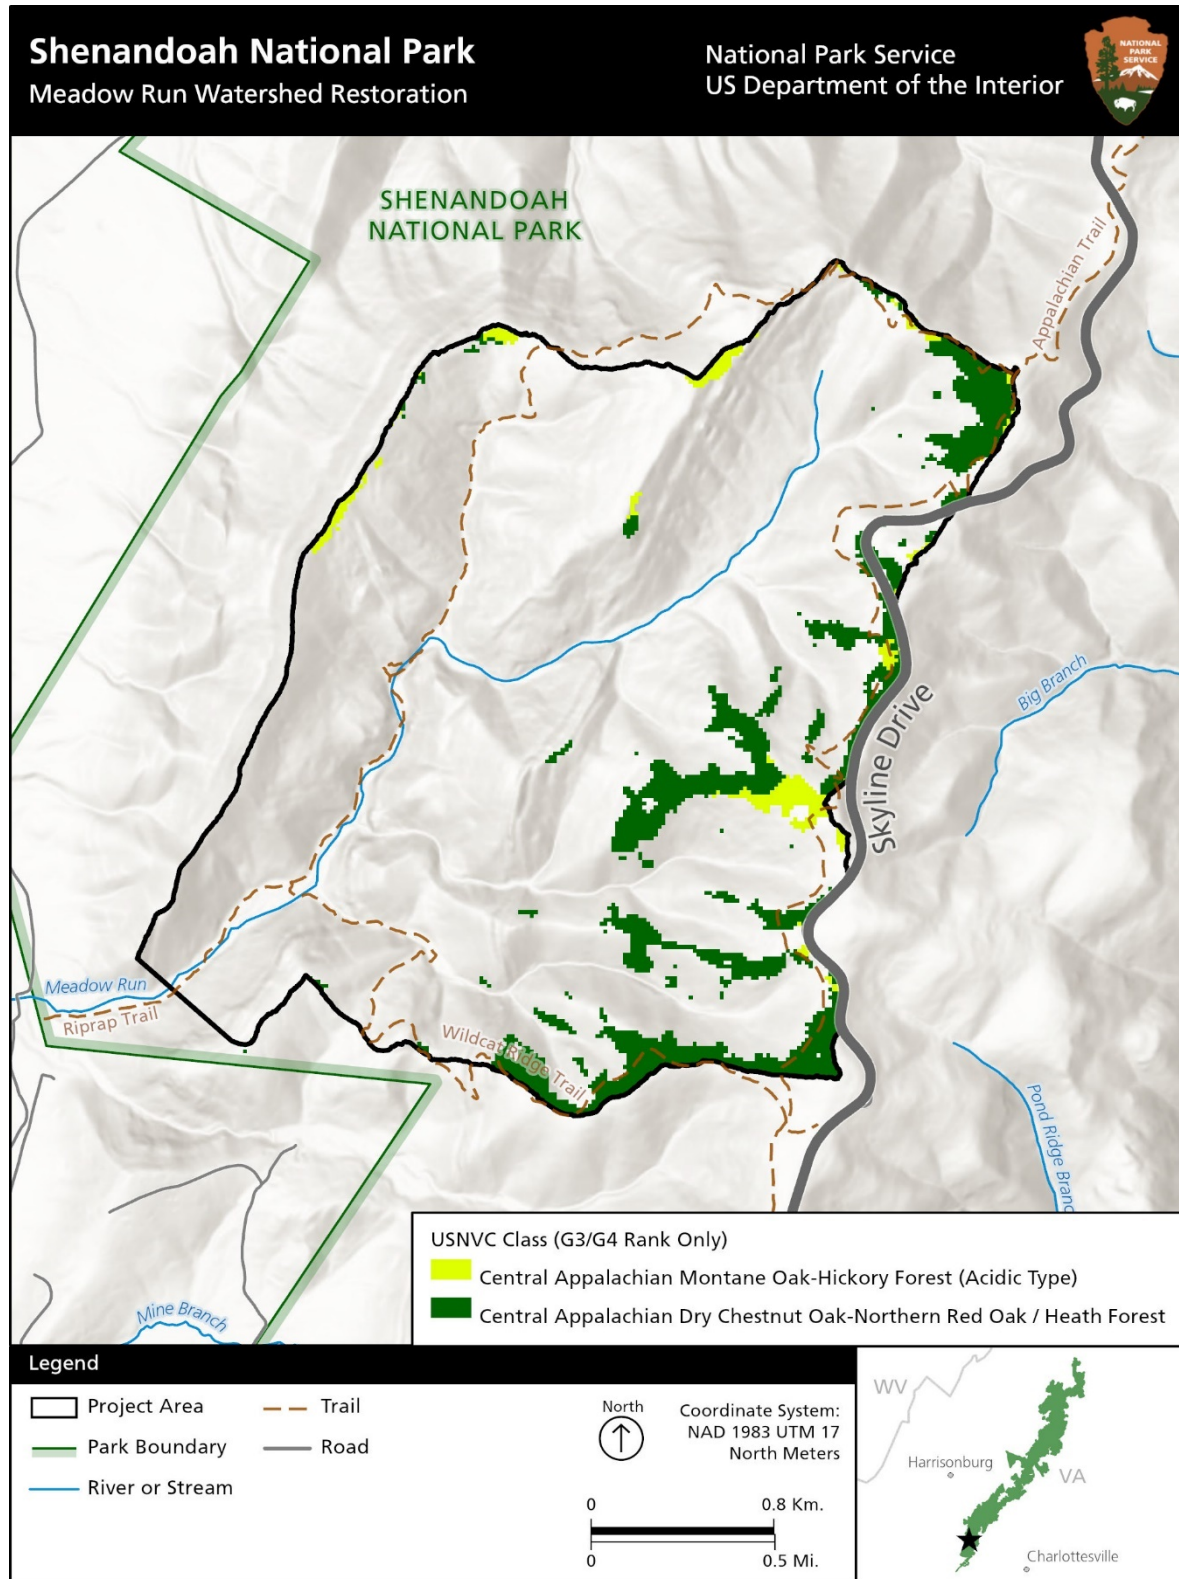 Shenandoah National Park
Meadow Run Watershed Restoration
National Park Service
US Department of the Interior
NATIONAL
PARK
SERVICE
SHENANDOAH
NATIONAL PARK
Appalachian Trail
Big Branch
Skyline Drive
Meadow Run
Riprap Trail
Wildcat Ridge Trail
Pond Ridge Branc
Mine Branch
USNVC Class (G3/G4 Rank Only)
Central Appalachian Montane Oak-Hickory Forest (Acidic Type)
Central Appalachian Dry Chestnut Oak-Northern Red Oak / Heath Forest
Legend
Project Area
Trail
Park Boundary
Road
River or Stream
North
Coordinate System:
NAD 1983 UTM 17
North Meters
0 0.8 Km.
0 0.5 Mi.
WV
Harrisonburg
VA
Charlottesville